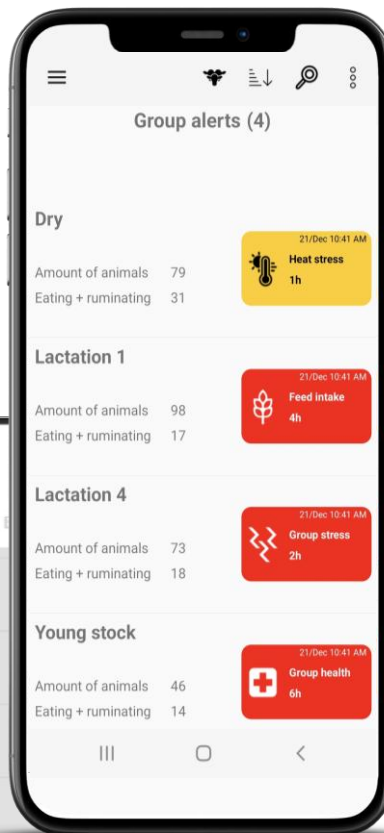 Group alerts (4)
Dry
21/Dec 10:41 AM
Heat stress
1h
Amount of animals 79
Eating + ruminating 31
Lactation 1
21/Dec 10:41 AM
Feed intake
4h
Amount of animals 98
Eating + ruminating 17
Lactation 4
21/Dec 10:41 AM
Group stress
2h
Amount of animals 73
Eating + ruminating 18
Young stock
21/Dec 10:41 AM
Group health
6h
Amount of animals 46
Eating + ruminating 14